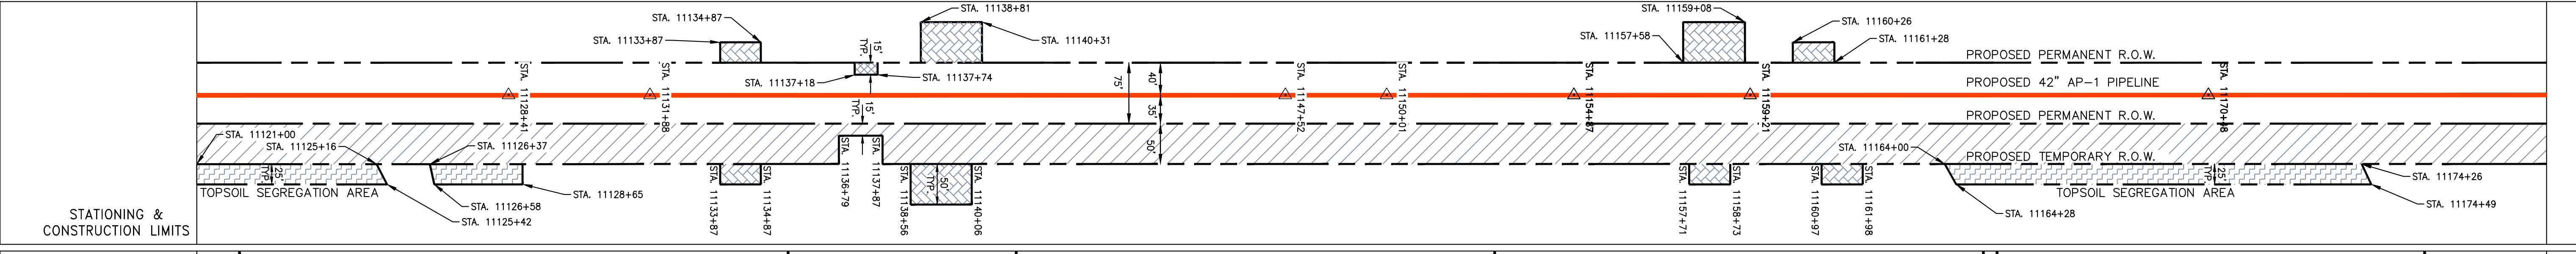 STA. 11138+81
STA. 11159+08
STA. 11134+87
STA. 11160+26
STA. 11133+87
15'
TYP.
STA. 11140+31
STA. 11157+58
STA. 11161+28
PROPOSED PERMANENT R.O.W.
STA. 11137+18
STA. 11137+74
PROPOSED 42" AP-1 PIPELINE
STA. 11128+41
STA. 11131+88
75'
40'
35'
50'
STA. 11147+52
STA. 11150+01
STA. 11154+87
STA. 11159+21
STA. 11170+48
15'
TYP.
PROPOSED PERMANENT R.O.W.
STA. 11121+00
STA. 11125+16
STA. 11126+37
STA. 11164+00
PROPOSED TEMPORARY R.O.W.
25'
TYP.
TOPSOIL SEGREGATION AREA
STA. 11128+65
STA. 11126+58
STA. 11125+42
STA. 11133+87
STA. 11134+87
STA. 11136+79
STA. 11137+87
STA. 11138+56
50'
TYP.
STA. 11140+06
STA. 11157+71
STA. 11158+73
STA. 11160+97
STA. 11161+98
25'
TYP.
STA. 11174+26
TOPSOIL SEGREGATION AREA
STA. 11174+49
STA. 11164+28
STATIONING &
CONSTRUCTION LIMITS